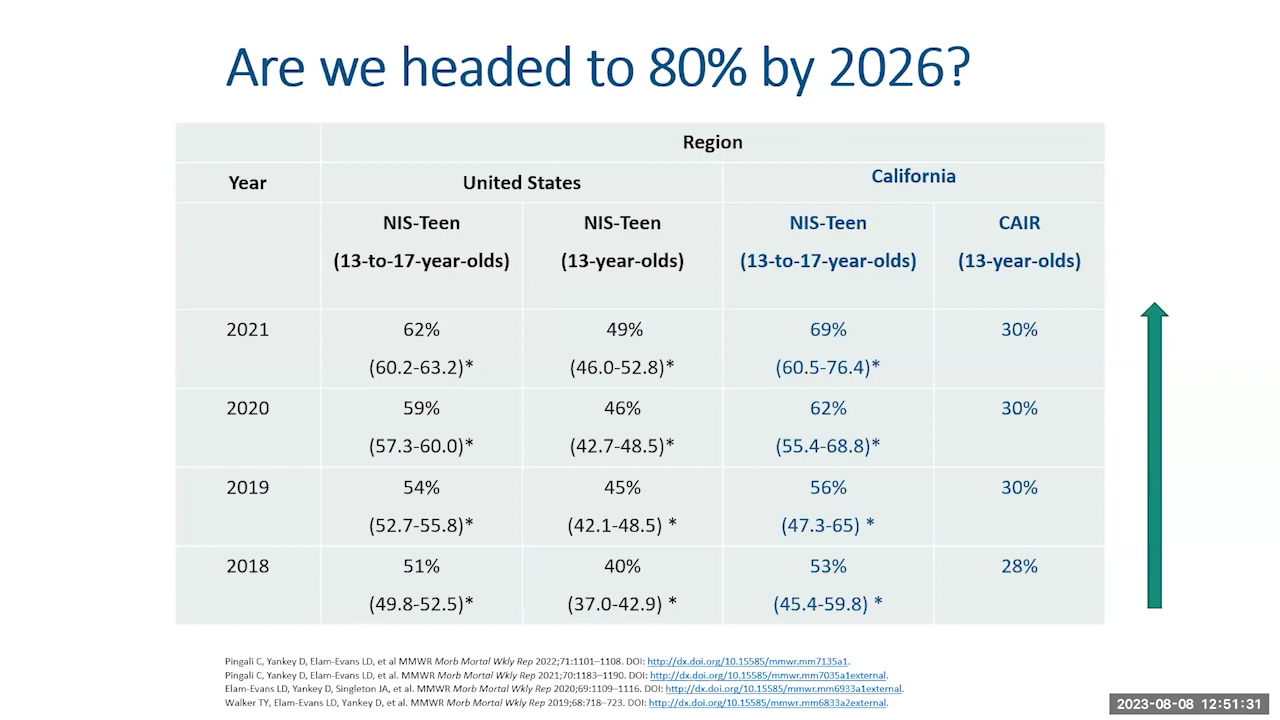 Are we headed to 80% by 2026?
Region
Year United States California
NIS-Teen NIS-Teen NIS-Teen CAIR
(13-to-17-year-olds) (13-year-olds) (13-to-17-year-olds) (13-year-olds)
2021 62% 49% 69% 30%
(60.2-63.2)* (46.0-52.8)* (60.5-76.4)*
2020 59% 46% 62% 30%
(57.3-60.0)* (42.7-48.5)* (55.4-68.8)*
2019 54% 45% 56% 30%
(52.7-55.8)* (42.1-48.5) * (47.3-65) *
2018 51% 40% 53% 28%
(49.8-52.5)* (37.0-42.9) * (45.4-59.8) *
Pingali C, Yankey D, Elam-Evans LD, et al MMWR Morb Mortal Wkly Rep 2022;71:1101–1108. DOI: http://dx.doi.org/10.15585/mmwr.mm7135a1.
Pingali C, Yankey D, Elam-Evans LD, et al. MMWR Morb Mortal Wkly Rep 2021;70:1183–1190. DOI: http://dx.doi.org/10.15585/mmwr.mm7035a1external.
Elam-Evans LD, Yankey D, Singleton JA, et al. MMWR Morb Mortal Wkly Rep 2020;69:1109–1116. DOI: http://dx.doi.org/10.15585/mmwr.mm6933a1external.
Walker TY, Elam-Evans LD, Yankey D, et al. MMWR Morb Mortal Wkly Rep 2019;68:718–723. DOI: http://dx.doi.org/10.15585/mmwr.mm6833a2external.
2023-08-08 12:51:31